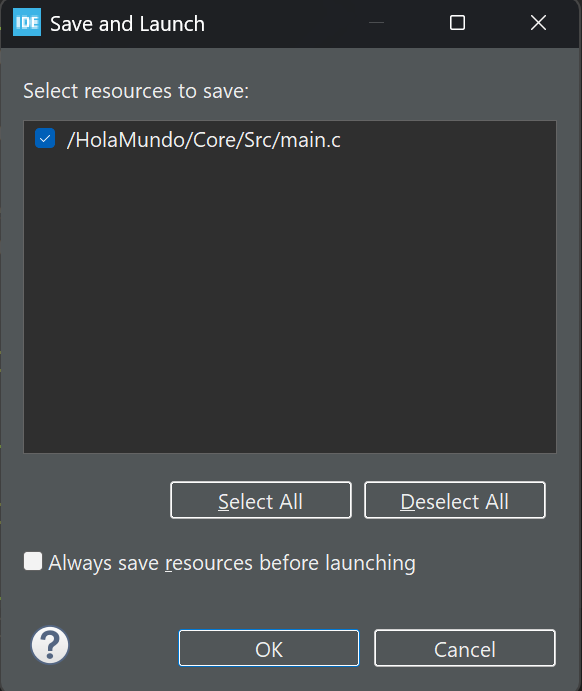 IDE Save and Launch
Select resources to save:
/HolaMundo/Core/Src/main.c
Select All Deselect All
Always save resources before launching
? OK Cancel